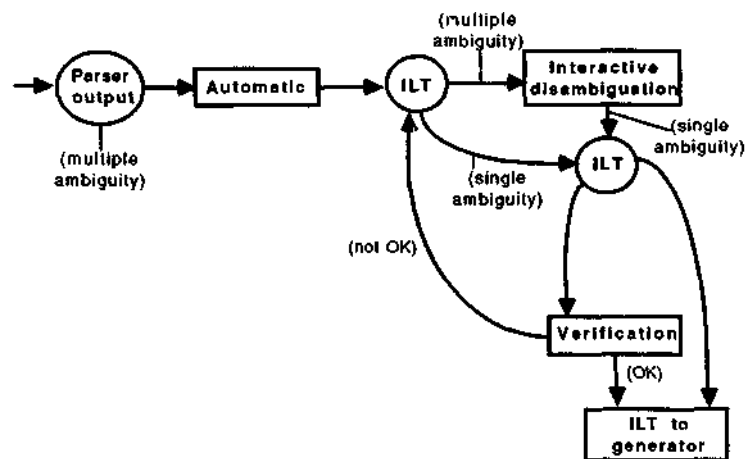 (multiple
ambiguity)
Parser
output
Automatic
ILT
Interactive
disambiguation
(multiple
ambiguity)
(single
ambiguity)
(single
ambiguity)
ILT
(not OK)
Verification
(OK)
ILT to
generator